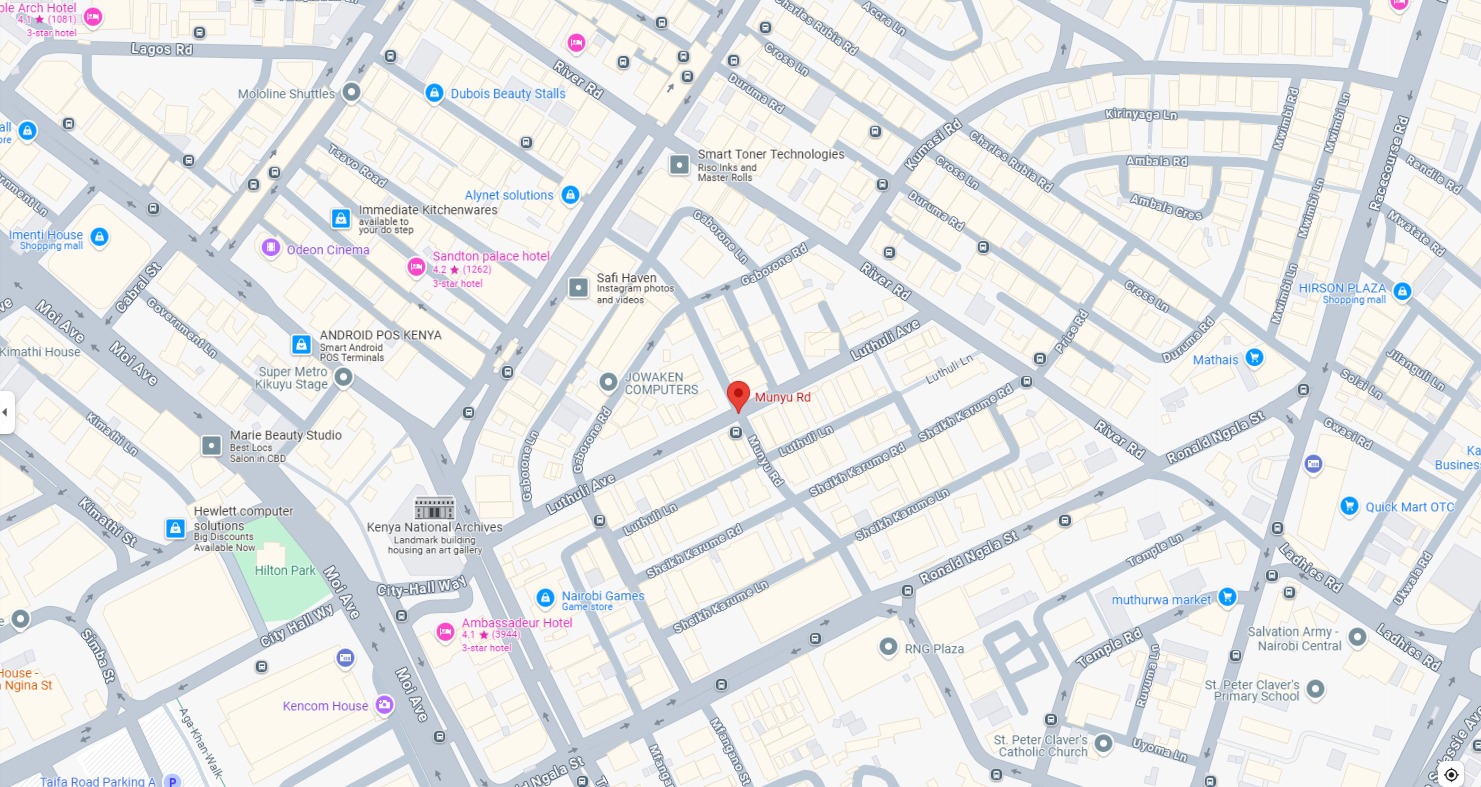 ple Arch Hotel
4.1 ★ (1081)
3-star hotel
Lagos Rd
Mololine Shuttles
Dubois Beauty Stalls
River Rd
Charles Rubia Rd
Accra Ln
Cross Ln
Duruma Rd
Kumasi Rd
Kirinyaga Ln
Mwimbi Rd
Mwimbi Ln
Racecourse Rd
Rendie Rd
all
ore
Tsavo Road
Smart Toner Technologies
Riso Inks and
Master Rolls
Charles Rubia Rd
Cross Ln
Ambala Rd
Ambala Cres
Mwimbi Ln
Mwatate Rd
rnment Ln
Alynet solutions
Immediate Kitchenwares
available to
your do step
Gaborone Ln
Duruma Rd
Imenti House
Shopping mall
Odeon Cinema
Sandton palace hotel
4.2 ★ (1262)
3-star hotel
Safi Haven
Instagram photos
and videos
Gaborone Rd
River Rd
Cross Ln
Mwimbi Ln
HIRSON PLAZA
Shopping mall
Cabral St
ve
Moi Ave
Government Ln
ANDROID POS KENYA
Smart Android
POS Terminals
Luthuli Ave
Price Rd
Duruma Rd
Kimathi House
Moi Ave
Super Metro
Kikuyu Stage
JOWAKEN
COMPUTERS
Munyu Rd
Luthuli Ln
Mathais
Jilanguli Ln
Solai Ln
Kimathi Ln
Marie Beauty Studio
Best Locs
Salon in CBD
Gaborone Ln
Gaborone Rd
Munyu Rd
Luthuli Ln
Sheikh Karume Rd
River Rd
Ronald Ngala St
Gwasi Rd
Ka
Business
Sheikh Karume Rd
Luthuli Ave
Kimathi St
Hewlett computer
solutions
Big Discounts
Available Now
Kenya National Archives
Landmark building
housing an art gallery
Luthuli Ln
Sheikh Karume Ln
Quick Mart OTC
Hilton Park
Moi Ave
City-Hall Way
Sheikh Karume Rd
Ronald Ngala St
Temple Ln
Ladhies Rd
Ukwala Rd
Nairobi Games
Game store
Sheikh Karume Ln
muthurwa market
e
City Hall Wy
Ambassadeur Hotel
4.1 ★ (3944)
3-star hotel
RNG Plaza
Temple Rd
Salvation Army -
Nairobi Central
Ladhies Rd
Simba St
House -
Ngina St
Moi Ave
Ruvuma Ln
St. Peter Claver's
Primary School
Kencom House
Aga-Khan-Walk
Mfangano St
St. Peter Claver's
Catholic Church
Uyoma Ln
Taifa Road Parking A
P
ld Ngala St